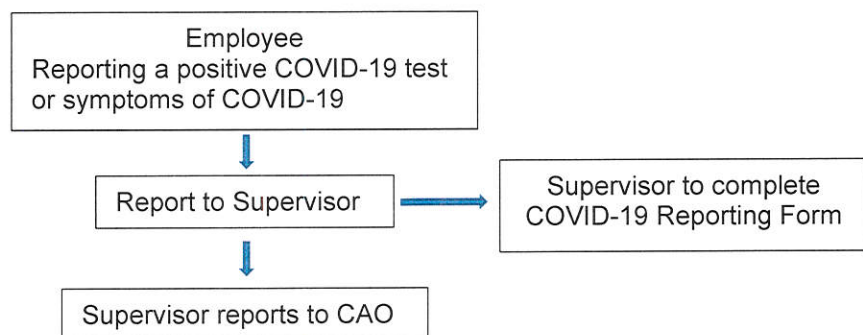 Employee
Reporting a positive COVID-19 test
or symptoms of COVID-19
Report to Supervisor
Supervisor to complete
COVID-19 Reporting Form
Supervisor reports to CAO